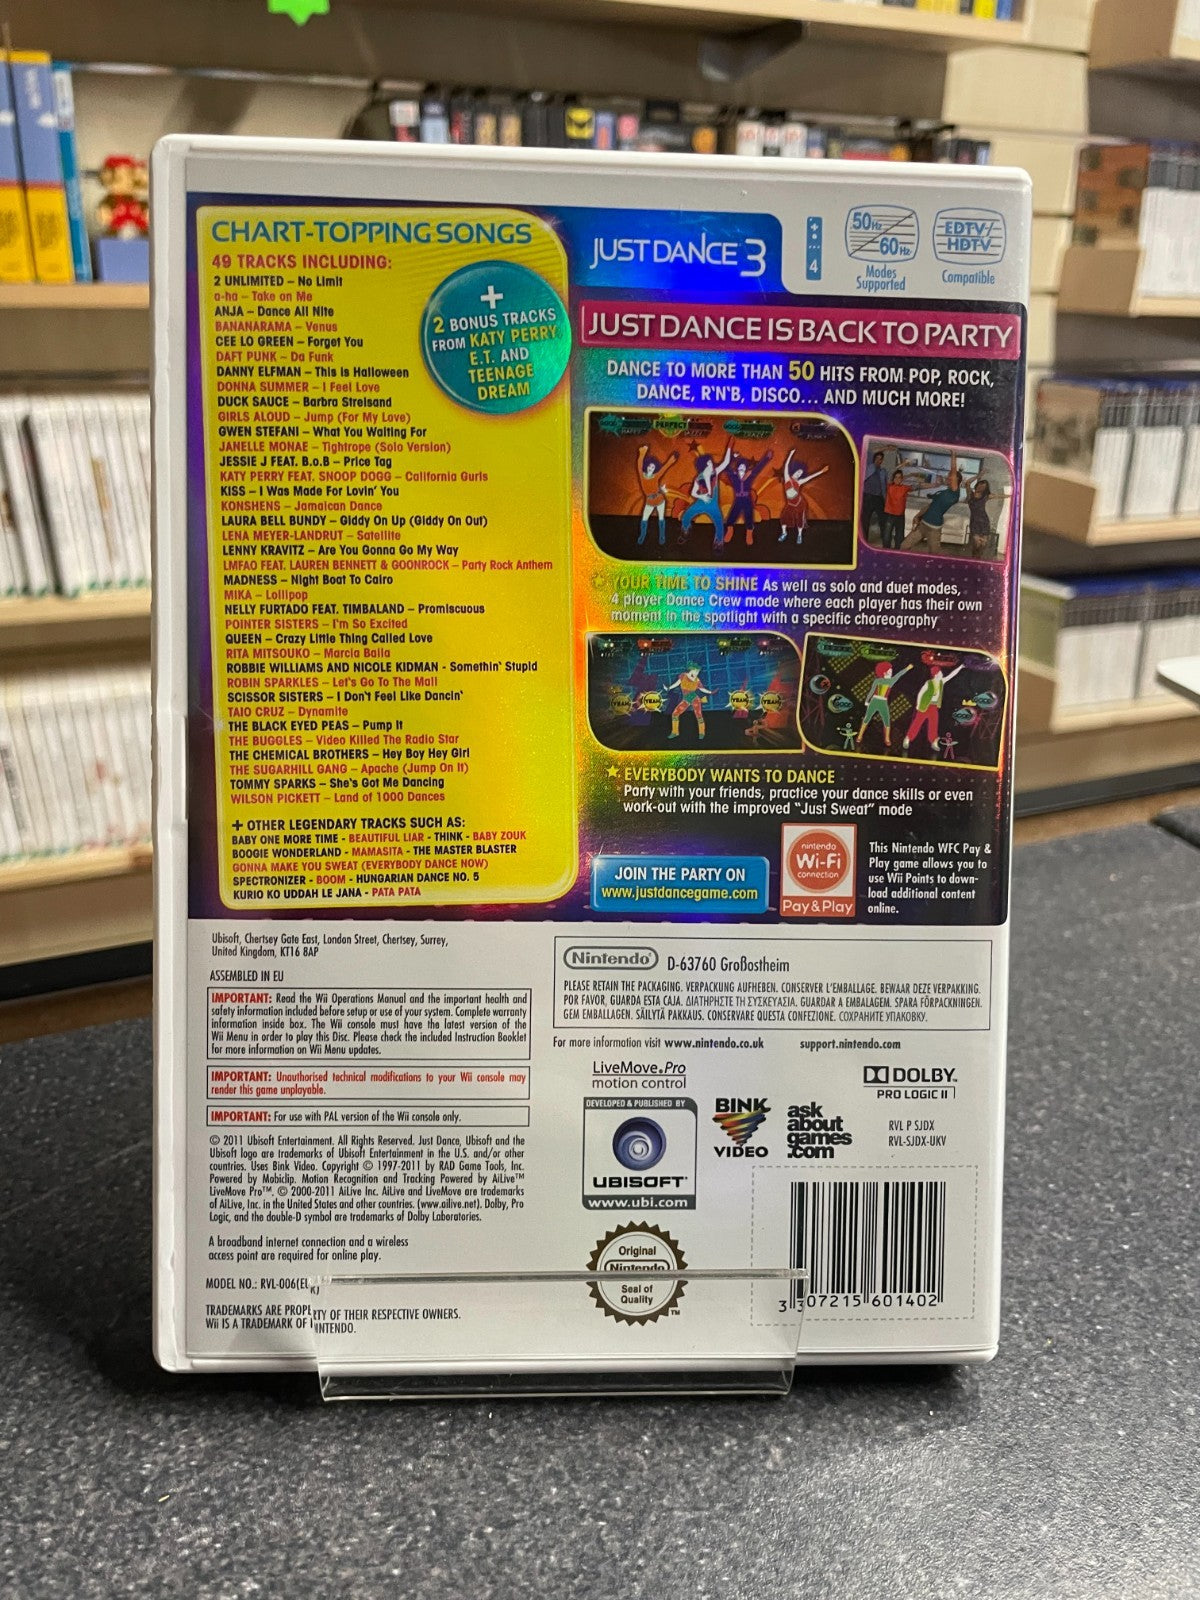 CHART-TOPPING SONGS
49 TRACKS INCLUDING:
2 UNLIMITED – No Limit
a-ha – Take on Me
ANJA – Dance All Nite
BANANARAMA – Venus
CEE LO GREEN – Forget You
DAFT PUNK – Da Funk
DANNY ELFMAN – This is Halloween
DONNA SUMMER – I Feel Love
DUCK SAUCE – Barbra Streisand
GIRLS ALOUD – Jump (For My Love)
GWEN STEFANI – What You Waiting For
JANELLE MONAE – Tightrope (Solo Version)
JESSIE J FEAT. B.o.B – Price Tag
KATY PERRY FEAT. SNOOP DOGG – California Gurls
KISS – I Was Made For Lovin' You
KONSHENS – Jamaican Dance
LAURA BELL BUNDY – Giddy On Up (Giddy On Out)
LENA MEYER-LANDRUT – Satellite
LENNY KRAVITZ – Are You Gonna Go My Way
LMFAO FEAT. LAUREN BENNETT & GOONROCK – Party Rock Anthem
MADNESS – Night Boat To Cairo
MIKA – Lollipop
NELLY FURTADO FEAT. TIMBALAND – Promiscuous
POINTER SISTERS – I'm So Excited
QUEEN – Crazy Little Thing Called Love
RITA MITSOUKO – Marcia Baila
ROBBIE WILLIAMS AND NICOLE KIDMAN - Somethin' Stupid
ROBIN SPARKLES – Let's Go To The Mall
SCISSOR SISTERS – I Don't Feel Like Dancin'
TAIO CRUZ – Dynamite
THE BLACK EYED PEAS – Pump It
THE BUGGLES – Video Killed The Radio Star
THE CHEMICAL BROTHERS – Hey Boy Hey Girl
THE SUGARHILL GANG – Apache (Jump On It)
TOMMY SPARKS – She's Got Me Dancing
WILSON PICKETT – Land of 1000 Dances
+ OTHER LEGENDARY TRACKS SUCH AS:
BABY ONE MORE TIME - BEAUTIFUL LIAR - THINK - BABY ZOUK
BOOGIE WONDERLAND - MAMASITA - THE MASTER BLASTER
GONNA MAKE YOU SWEAT (EVERYBODY DANCE NOW)
SPECTRONIZER - BOOM - HUNGARIAN DANCE NO. 5
KURIO KO UDDAH LE JANA - PATA PATA
+
2 BONUS TRACKS
FROM KATY PERRY
E.T. AND
TEENAGE
DREAM
JUST DANCE 3
4
50Hz
60Hz
Modes
Supported
EDTV/
HDTV
Compatible
JUST DANCE IS BACK TO PARTY
DANCE TO MORE THAN 50 HITS FROM POP, ROCK,
DANCE, R'N'B, DISCO... AND MUCH MORE!
PERFECT
YOUR TIME TO SHINE As well as solo and duet modes,
4 player Dance Crew mode where each player has their own
moment in the spotlight with a specific choreography
YEAH
YEAH
YEAH
YEAH
EVERYBODY WANTS TO DANCE
Party with your friends, practice your dance skills or even
work-out with the improved "Just Sweat" mode
JOIN THE PARTY ON
www.justdancegame.com
nintendo
Wi-Fi
connection
Pay & Play
This Nintendo WFC Pay &
Play game allows you to
use Wii Points to down-
load additional content
online.
Ubisoft, Chertsey Gate East, London Street, Chertsey, Surrey,
United Kingdom, KT16 8AP
ASSEMBLED IN EU
IMPORTANT: Read the Wii Operations Manual and the important health and
safety information included before setup or use of your system. Complete warranty
information inside box. The Wii console must have the latest version of the
Wii Menu in order to play this Disc. Please check the included Instruction Booklet
for more information on Wii Menu updates.
IMPORTANT: Unauthorised technical modifications to your Wii console may
render this game unplayable.
IMPORTANT: For use with PAL version of the Wii console only.
© 2011 Ubisoft Entertainment. All Rights Reserved. Just Dance, Ubisoft and the
Ubisoft logo are trademarks of Ubisoft Entertainment in the U.S. and/or other
countries. Uses Bink Video. Copyright © 1997-2011 by RAD Game Tools, Inc.
Powered by Mobiclip. Motion Recognition and Tracking Powered by AiLive™
LiveMove Pro™. © 2000-2011 AiLive Inc. AiLive and LiveMove are trademarks
of AiLive, Inc. in the United States and other countries. (www.ailive.net). Dolby, Pro
Logic, and the double-D symbol are trademarks of Dolby Laboratories.
A broadband internet connection and a wireless
access point are required for online play.
MODEL NO.: RVL-006(EUR)
TRADEMARKS ARE PROPERTY OF THEIR RESPECTIVE OWNERS.
Wii IS A TRADEMARK OF NINTENDO.
Nintendo D-63760 Großostheim
PLEASE RETAIN THE PACKAGING. VERPACKUNG AUFHEBEN. CONSERVER L'EMBALLAGE. BEWAAR DEZE VERPAKKING.
POR FAVOR, GUARDA ESTA CAJA. ΔΙΑΤΗΡΗΣΤΕ ΤΗ ΣΥΣΚΕΥΑΣΙΑ. GUARDAR A EMBALAGEM. SPARA FÖRPACKNINGEN.
GEM EMBALLAGEN. SÄILYTÄ PAKKAUS. CONSERVARE QUESTA CONFEZIONE. СОХРАНИТЕ УПАКОВКУ.
For more information visit www.nintendo.co.uk support.nintendo.com
LiveMove.Pro
motion control
DOLBY
PRO LOGIC II
DEVELOPED & PUBLISHED BY
UBISOFT
www.ubi.com
BINK
VIDEO
ask
about
games
.com
RVL P SJDX
RVL-SJDX-UKV
Original
Nintendo
Seal of
Quality
TM
3 307215 601402